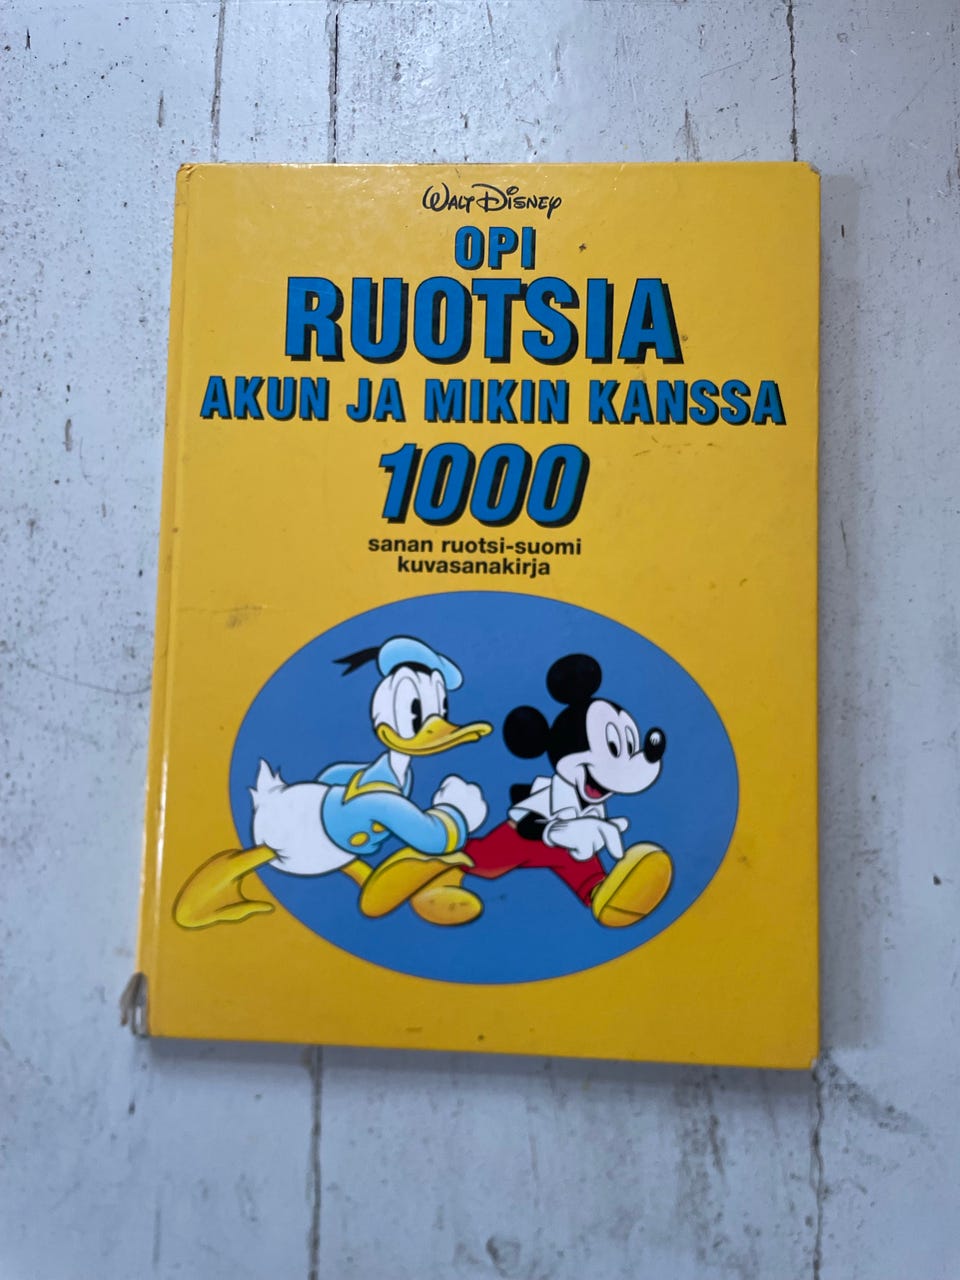 Walt Disney
OPI
RUOTSIA
AKUN JA MIKIN KANSSA
1000
sanan ruotsi-suomi
kuvasanakirja